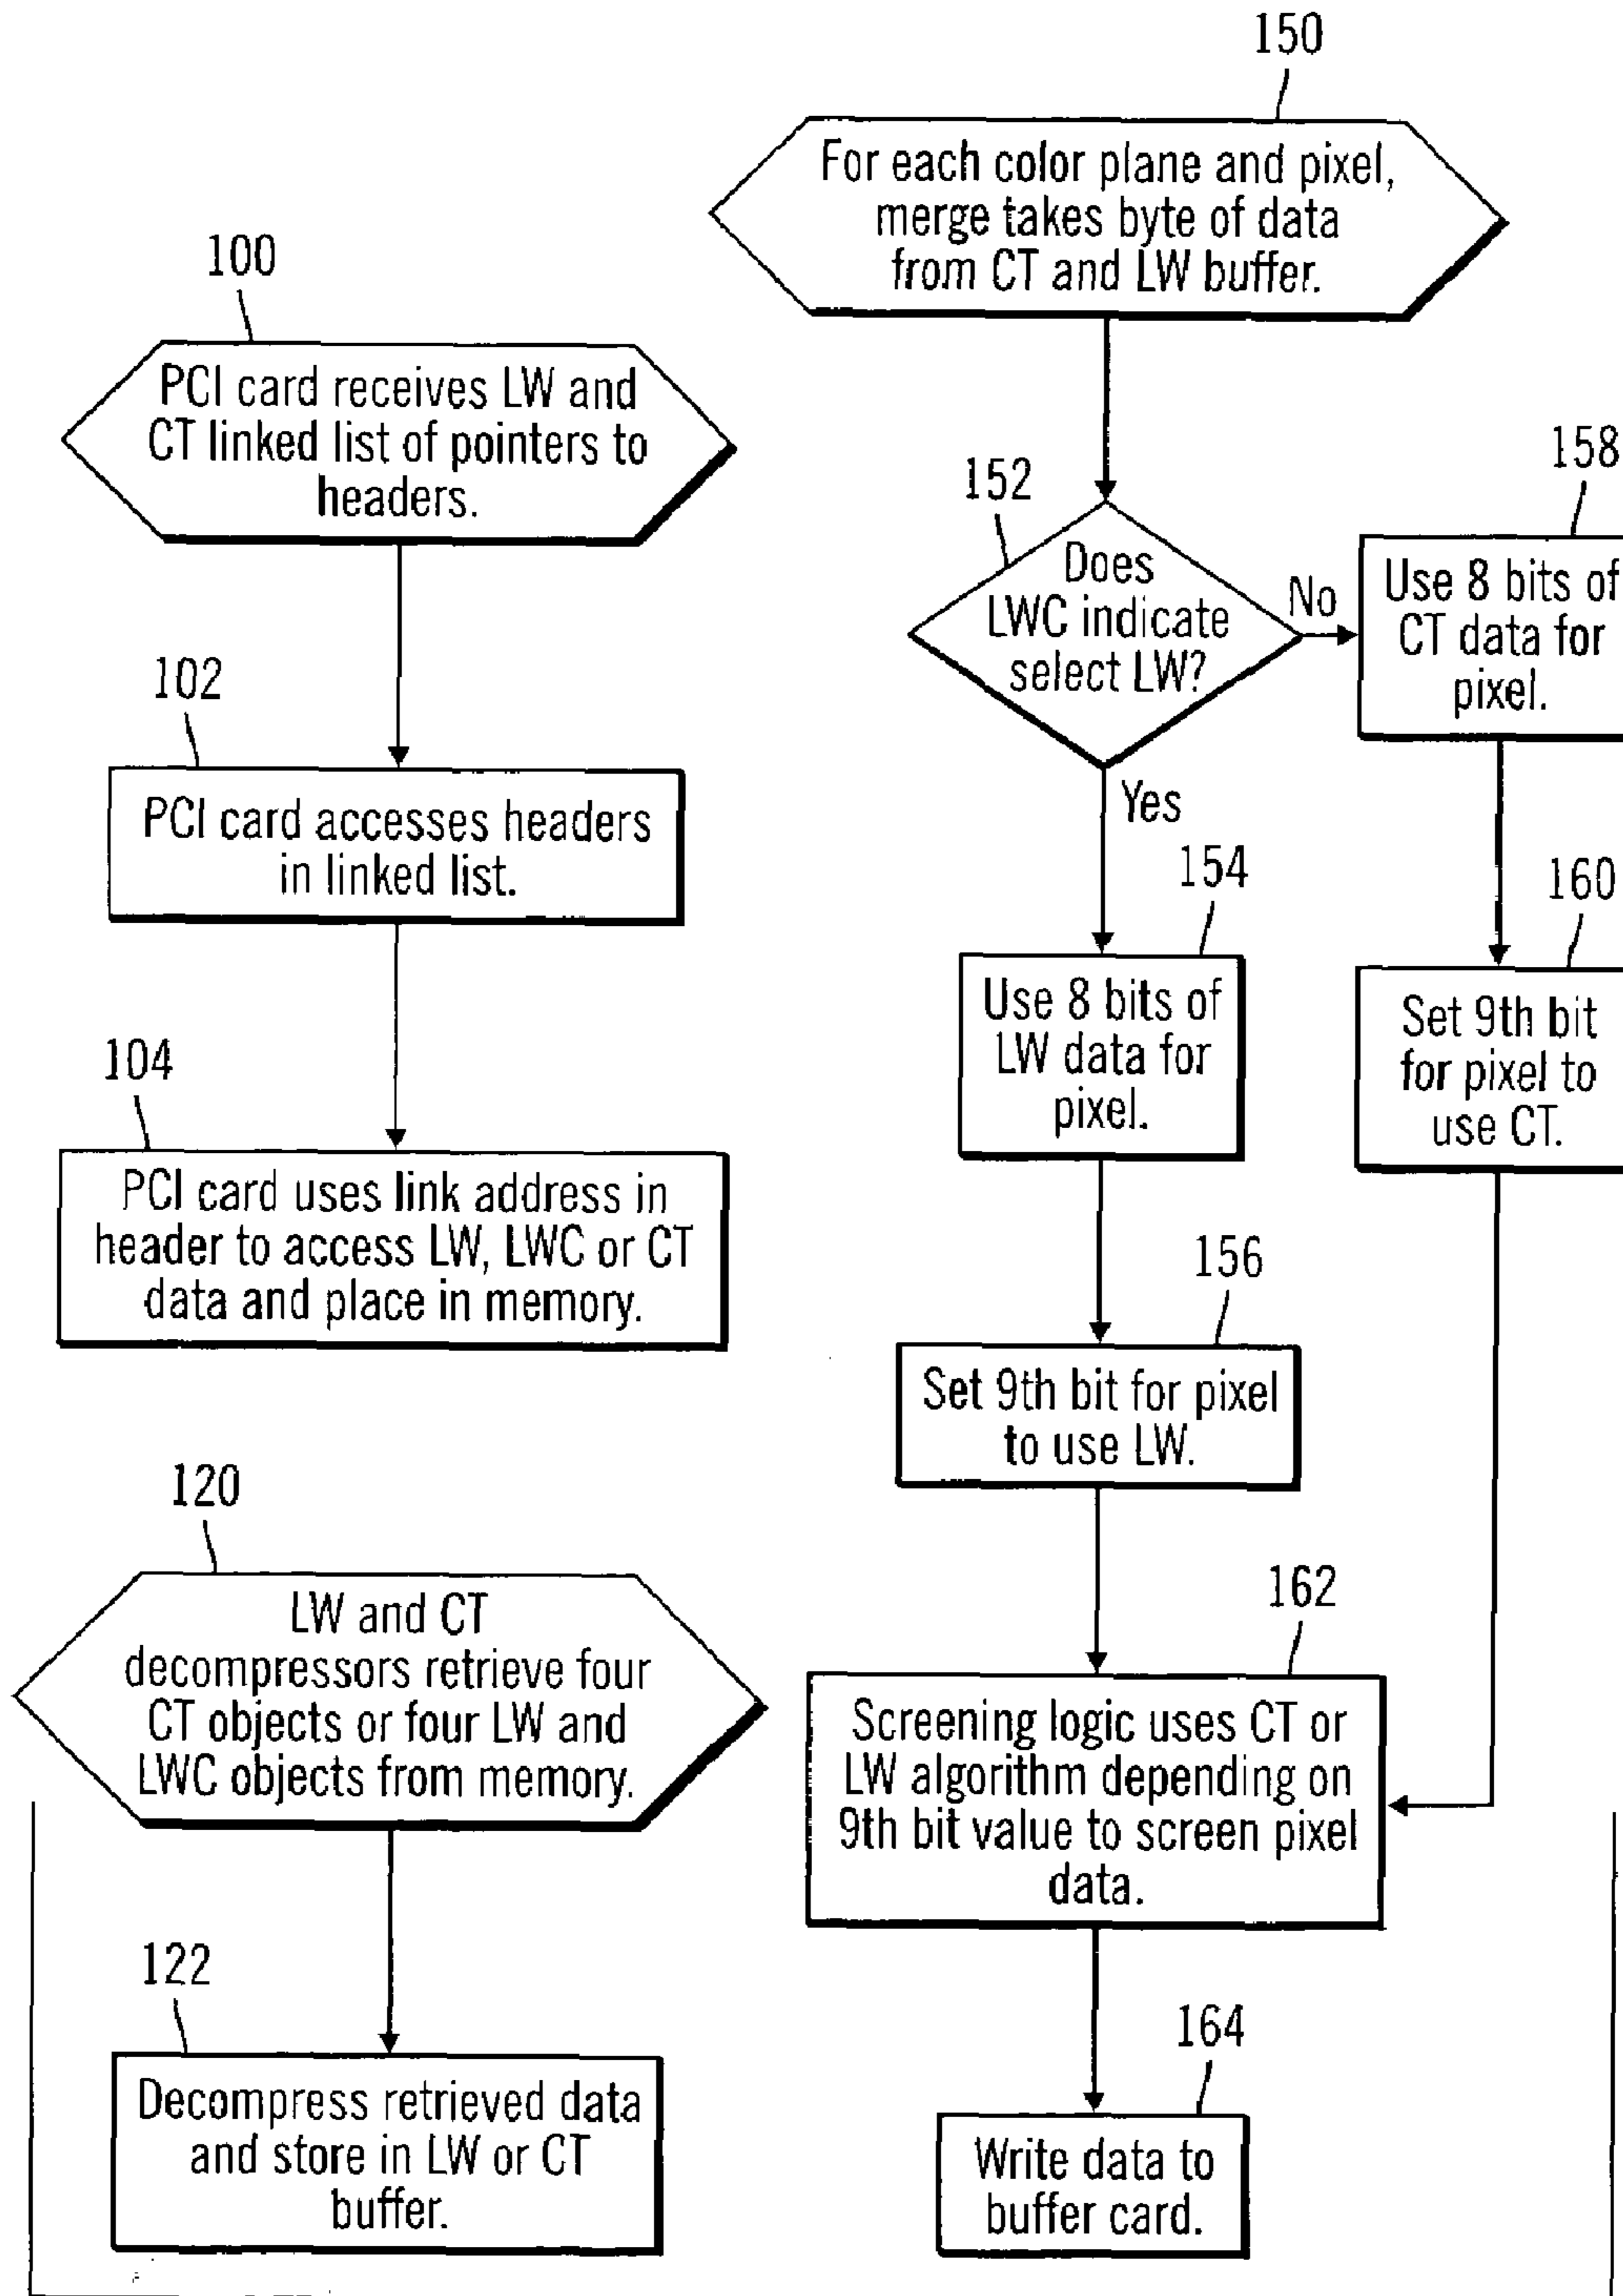 100
PCI card receives LW and
CT linked list of pointers to
headers.
102
PCI card accesses headers
in linked list.
104
PCI card uses link address in
header to access LW, LWC or CT
data and place in memory.
120
LW and CT
decompressors retrieve four
CT objects or four LW and
LWC objects from memory.
122
Decompress retrieved data
and store in LW or CT
buffer.
150
For each color plane and pixel,
merge takes byte of data
from CT and LW buffer.
152
Does
LWC indicate
select LW?
No
Yes
158
Use 8 bits of
CT data for
pixel.
160
Set 9th bit
for pixel to
use CT.
154
Use 8 bits of
LW data for
pixel.
156
Set 9th bit for pixel
to use LW.
162
Screening logic uses CT or
LW algorithm depending on
9th bit value to screen pixel
data.
164
Write data to
buffer card.